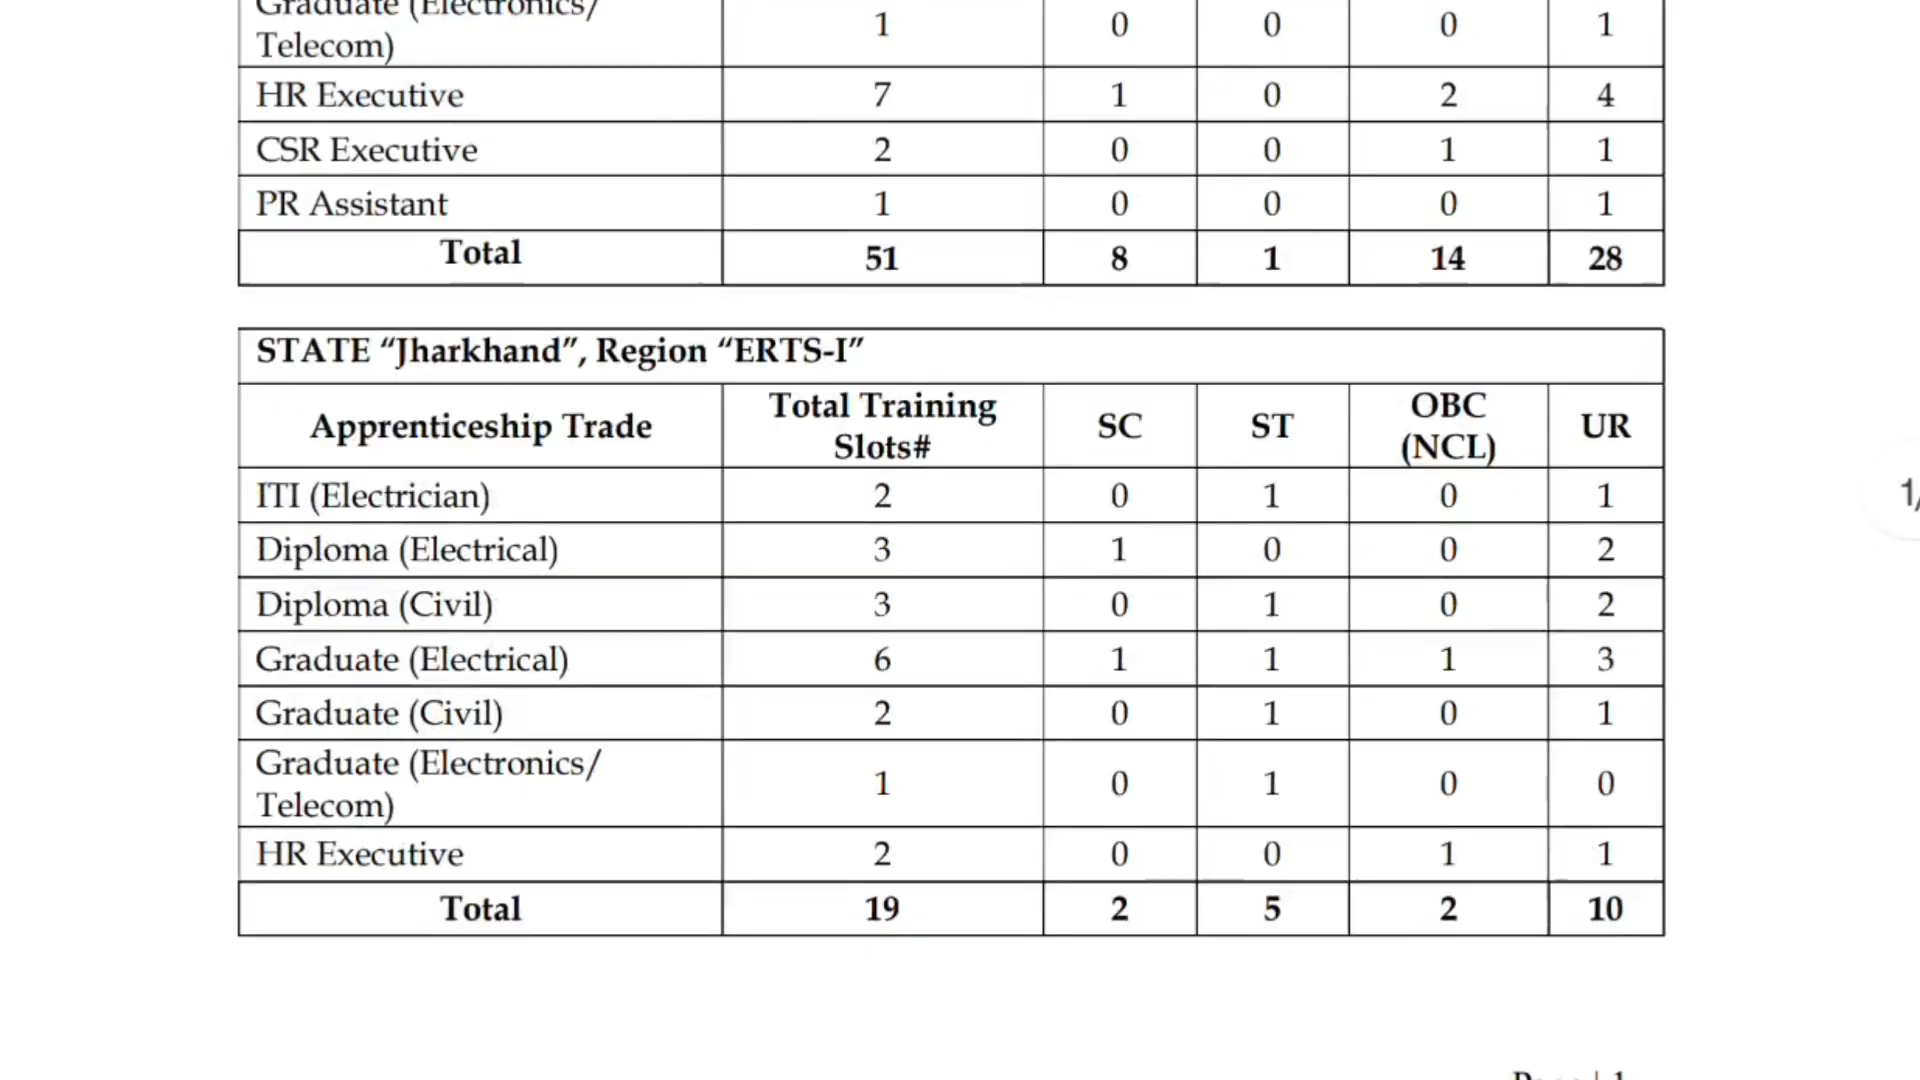 Graduate (Electronics/
Telecom) 1 0 0 0 1
HR Executive 7 1 0 2 4
CSR Executive 2 0 0 1 1
PR Assistant 1 0 0 0 1
Total 51 8 1 14 28
STATE “Jharkhand”, Region “ERTS-I”
Apprenticeship Trade Total Training Slots# SC ST OBC (NCL) UR
ITI (Electrician) 2 0 1 0 1
Diploma (Electrical) 3 1 0 0 2
Diploma (Civil) 3 0 1 0 2
Graduate (Electrical) 6 1 1 1 3
Graduate (Civil) 2 0 1 0 1
Graduate (Electronics/
Telecom) 1 0 1 0 0
HR Executive 2 0 0 1 1
Total 19 2 5 2 10
1/
Page | 1